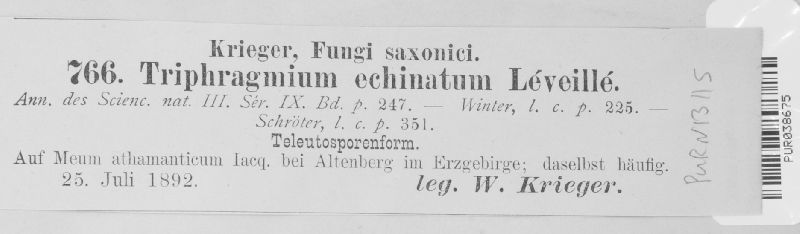 Krieger, Fungi saxonici.
766. Triphragmium echinatum Léveillé.
Ann. des Scienc. nat. III. Sér. IX. Bd. p. 247. — Winter, l. c. p. 225. —
Schröter, l. c. p. 351.
Teleutosporenform.
Auf Meum athamanticum Iacq. bei Altenberg im Erzgebirge; daselbst häufig.
25. Juli 1892.
leg. W. Krieger.
PUR N13115
PUR038675